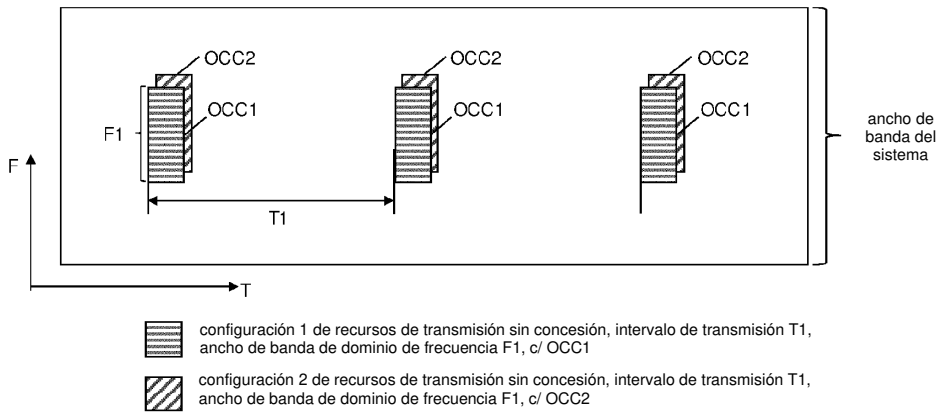 OCC2
OCC2
OCC2
OCC1
OCC1
OCC1
F1
ancho de
banda del
sistema
F
T1
T
configuración 1 de recursos de transmisión sin concesión, intervalo de transmisión T1,
ancho de banda de dominio de frecuencia F1, c/ OCC1
configuración 2 de recursos de transmisión sin concesión, intervalo de transmisión T1,
ancho de banda de dominio de frecuencia F1, c/ OCC2